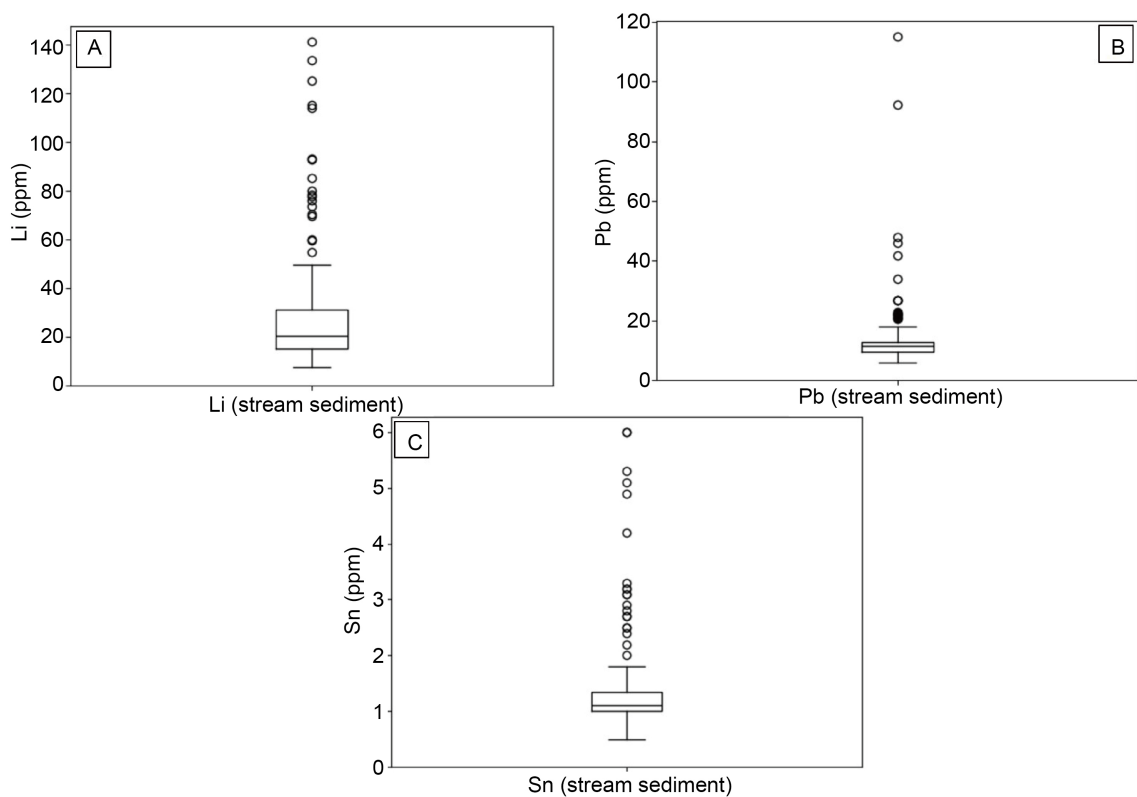 A
140
120
100
80
60
40
20
0
Li (ppm)
Li (stream sediment)
B
120
100
80
60
40
20
0
Pb (ppm)
Pb (stream sediment)
C
6
5
4
3
2
1
0
Sn (ppm)
Sn (stream sediment)